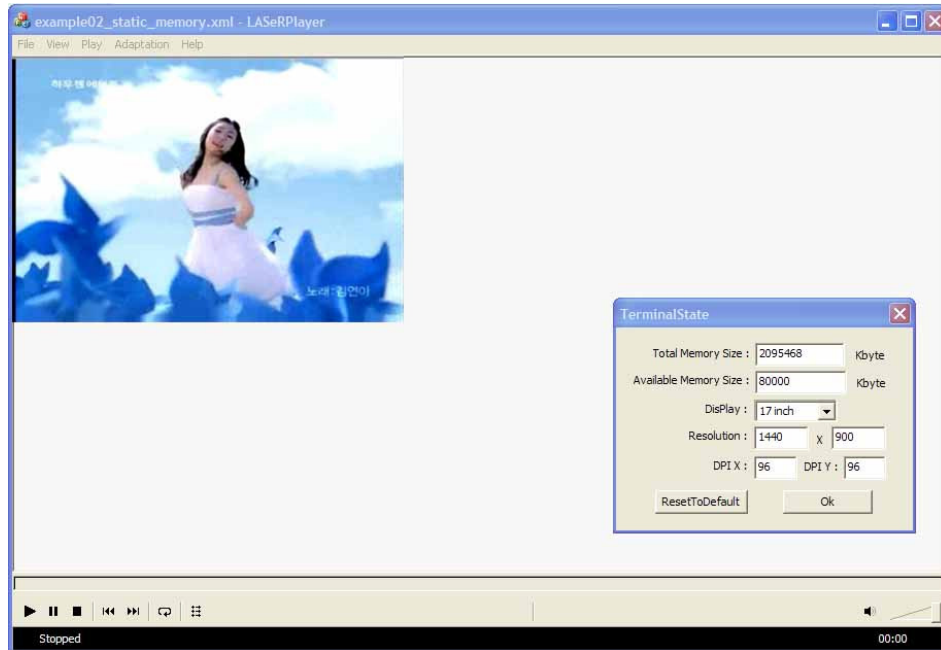 example02_static_memory.xml - LASeRPlayer
File View Play Adaptation Help
노래:김연아
TerminalState
Total Memory Size : 2095468 Kbyte
Available Memory Size : 80000 Kbyte
DisPlay : 17 inch
Resolution : 1440 X 900
DPI X : 96 DPI Y : 96
ResetToDefault Ok
Stopped 00:00